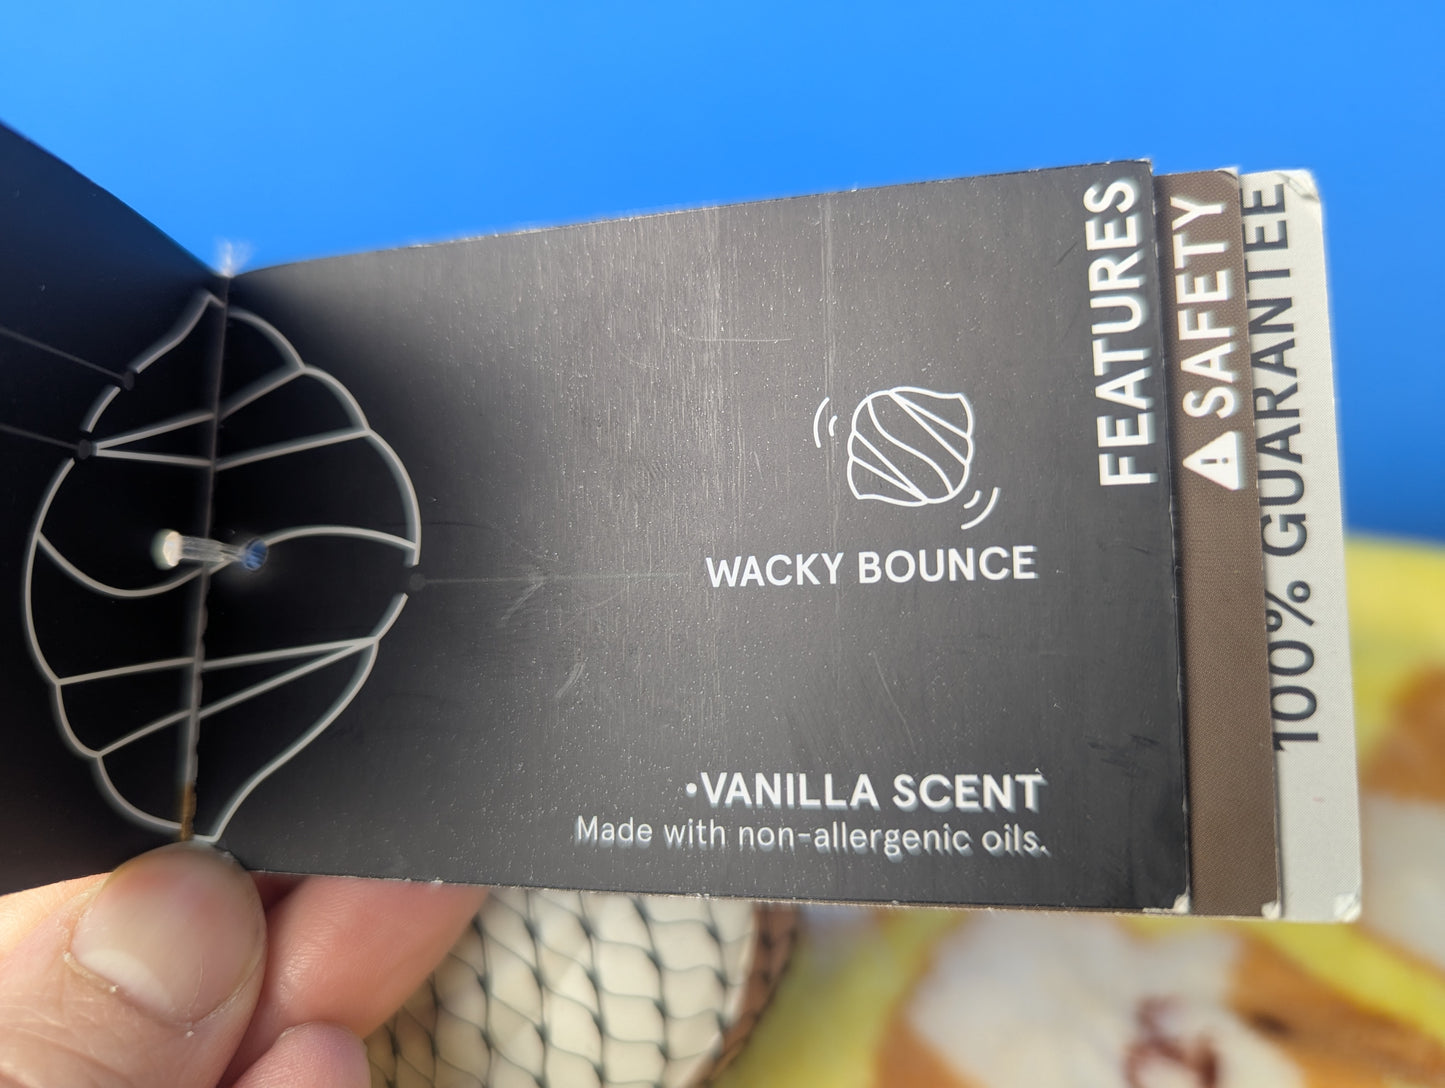 WACKY BOUNCE
•VANILLA SCENT
Made with non-allergenic oils.
FEATURES
⚠ SAFETY
100% GUARANTEE